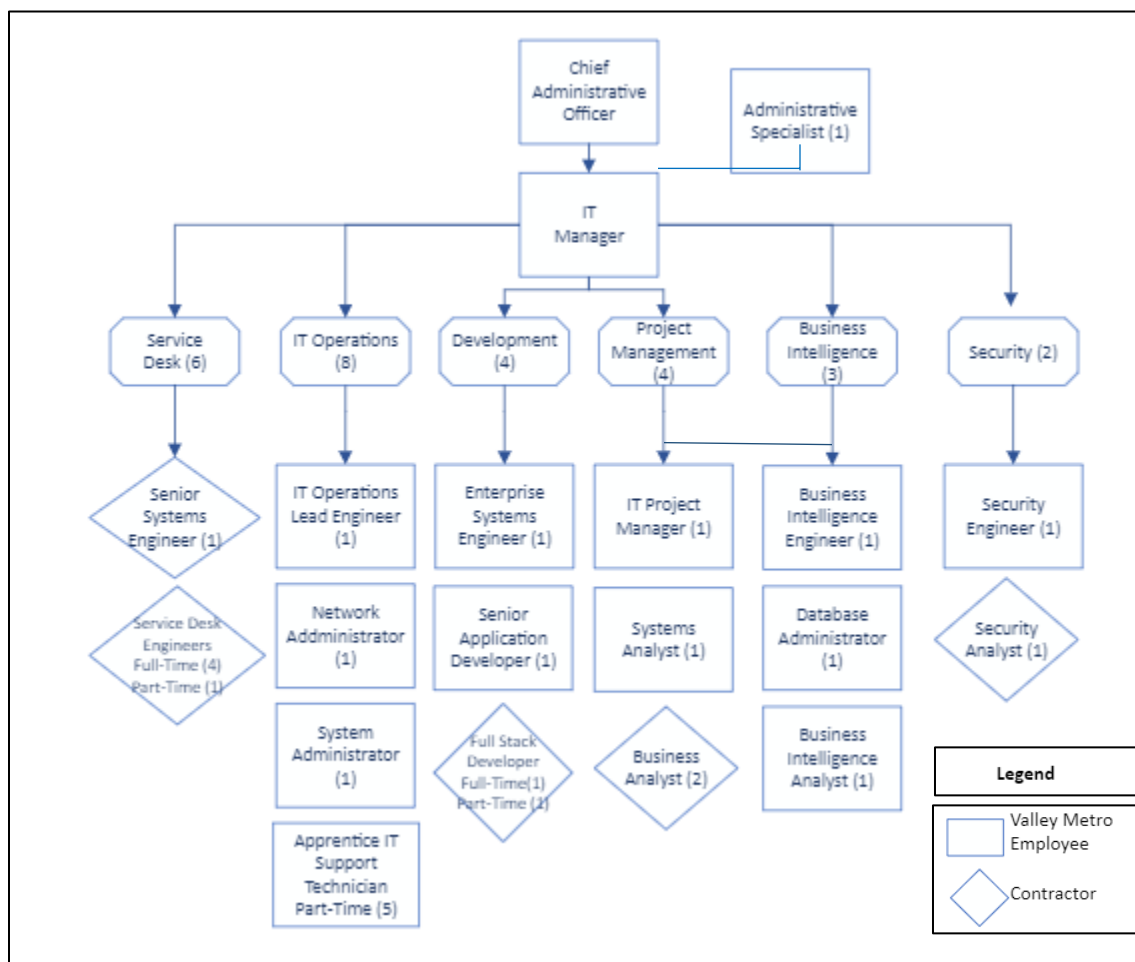 Chief
Administrative
Officer
Administrative
Specialist (1)
IT
Manager
Service
Desk (6)
IT Operations
(8)
Development
(4)
Project
Management
(4)
Business
Intelligence
(3)
Security (2)
Senior
Systems
Engineer (1)
IT Operations
Lead Engineer
(1)
Enterprise
Systems
Engineer (1)
IT Project
Manager (1)
Business
Intelligence
Engineer (1)
Security
Engineer (1)
Service Desk
Engineers
Full-Time (4)
Part-Time (1)
Network
Addministrator
(1)
Senior
Application
Developer (1)
Systems
Analyst (1)
Database
Administrator
(1)
Security
Analyst (1)
System
Administrator
(1)
Full Stack
Developer
Full-Time(1)
Part-Time (1)
Business
Analyst (2)
Business
Intelligence
Analyst (1)
Apprentice IT
Support
Technician
Part-Time (5)
Legend
Valley Metro
Employee
Contractor